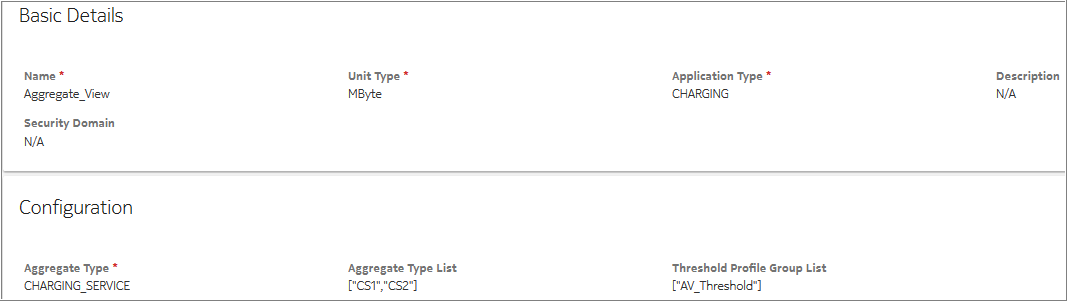 Basic Details
Name * Unit Type * Application Type * Description
Aggregate_View MByte CHARGING N/A
Security Domain
N/A
Configuration
Aggregate Type * Aggregate Type List Threshold Profile Group List
CHARGING_SERVICE ["CS1","CS2"] ["AV_Threshold"]